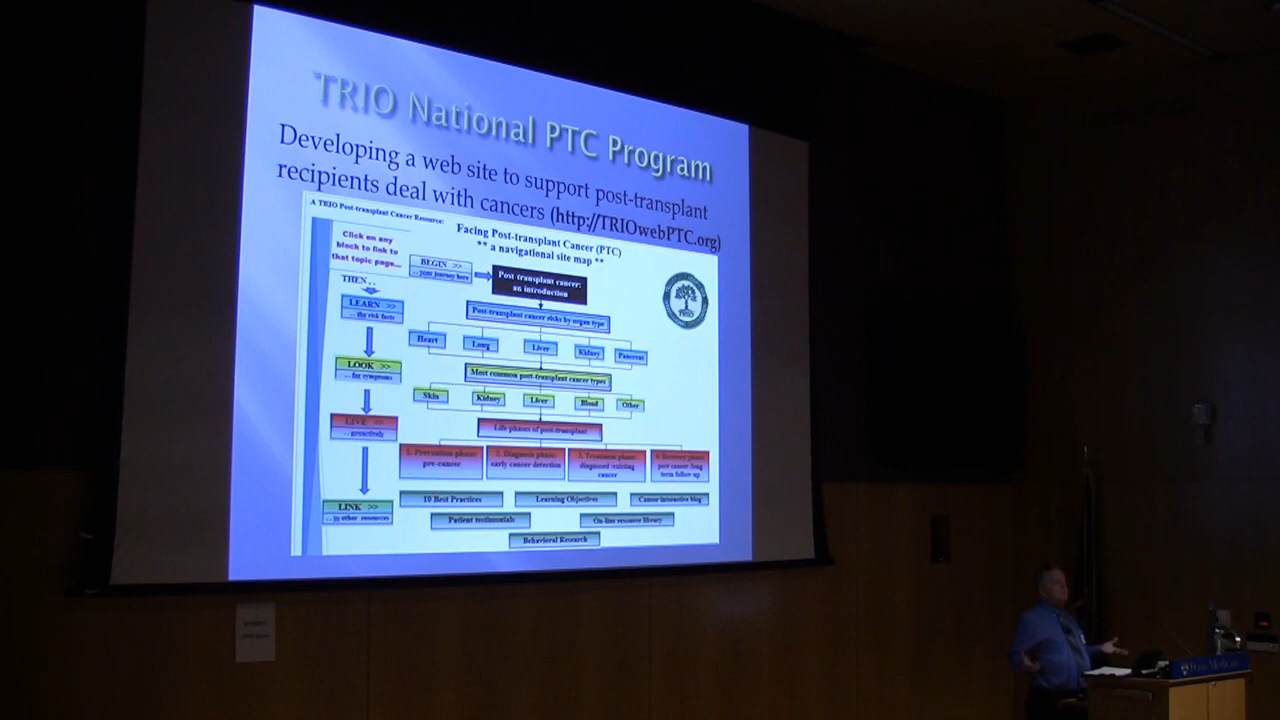 TRIO National PTC Program
Developing a web site to support post-transplant
recipients deal with cancers (http://TRIOwebPTC.org)
A TRIO Post-transplant Cancer Resource:
Facing Post-transplant Cancer (PTC)
** a navigational site map **
Click on any
block to link to
that topic page...
BEGIN >>
... your journey here
Post-transplant cancer:
an introduction
THEN . .
LEARN >>
... the risk facts
Post-transplant cancer risks by organ type
Heart
Lung
Liver
Kidney
Pancreas
TRIO
LOOK >>
... for symptoms
Most common post-transplant cancer types
Skin
Kidney
Liver
Blood
Other
LIVE >>
... proactively
Life phases of post-transplant
1. Prevention phase:
pre-cancer
2. Diagnosis phase:
early cancer detection
3. Treatment phase:
diagnosed /existing
cancer
4. Recovery phase:
post cancer /long
term follow up
LINK >>
... to other resources
10 Best Practices
Learning Objectives
Cancer interactive blog
Patient testimonials
On-line resource library
Behavioral Research
Penn Medicine